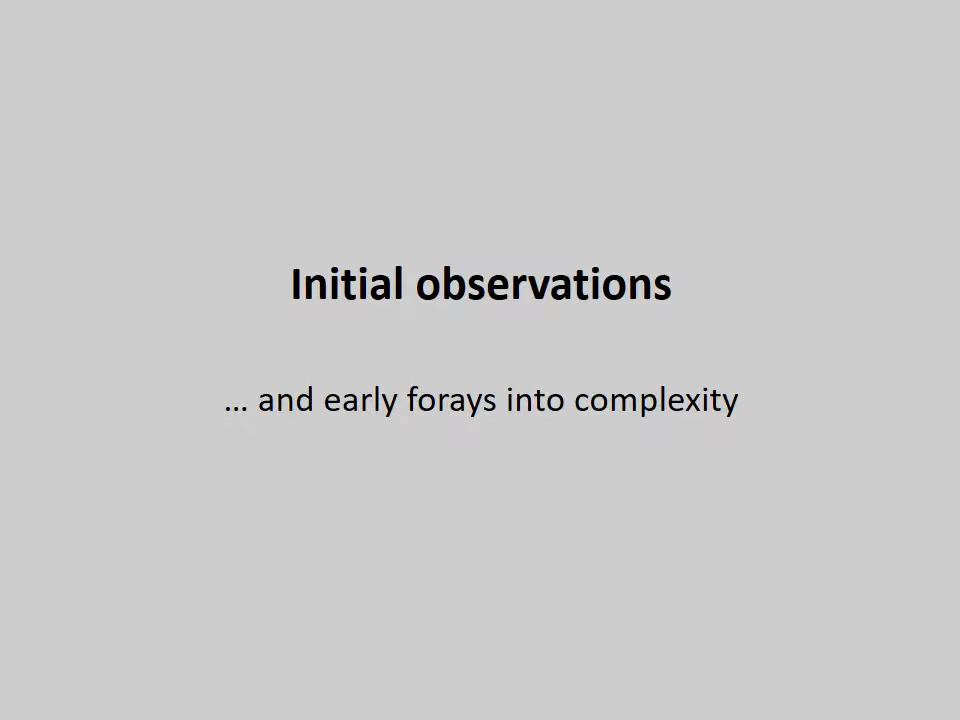 Initial observations
… and early forays into complexity